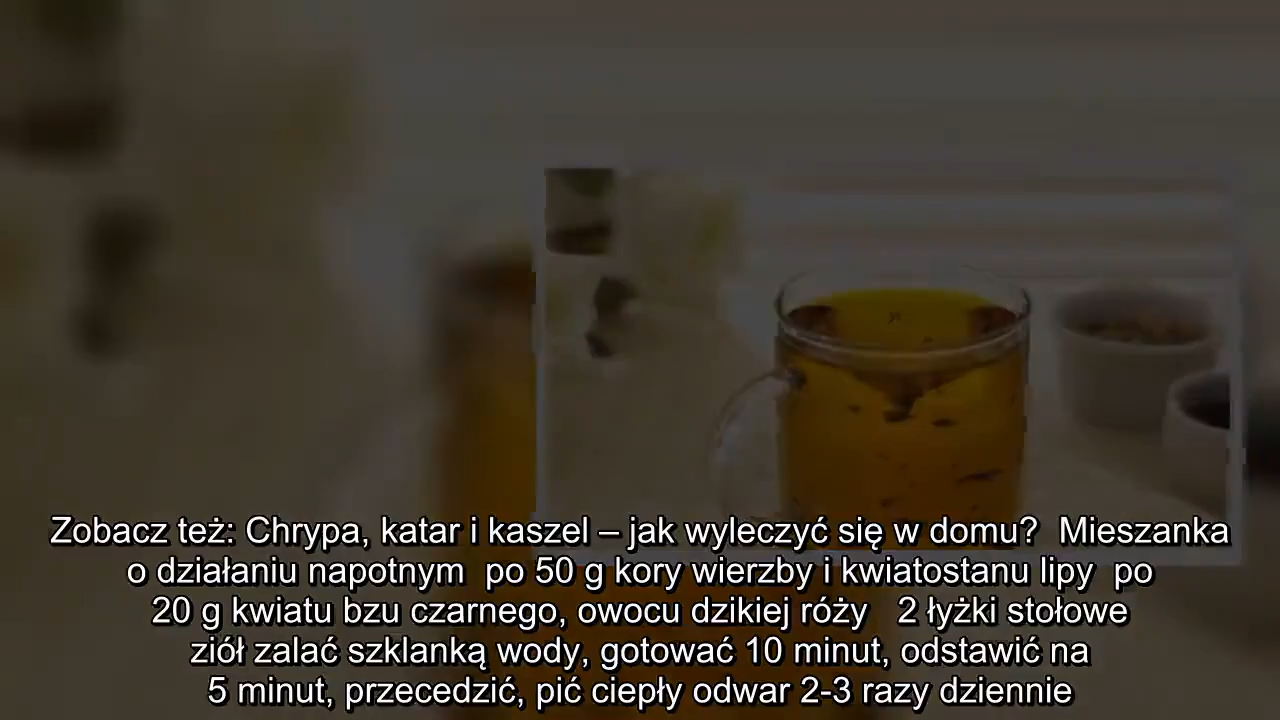 Zobacz też: Chrypa, katar i kaszel – jak wyleczyć się w domu?  Mieszanka
o działaniu napotnym  po 50 g kory wierzby i kwiatostanu lipy  po
20 g kwiatu bzu czarnego, owocu dzikiej róży   2 łyżki stołowe
ziół zalać szklanką wody, gotować 10 minut, odstawić na
5 minut, przecedzić, pić ciepły odwar 2-3 razy dziennie